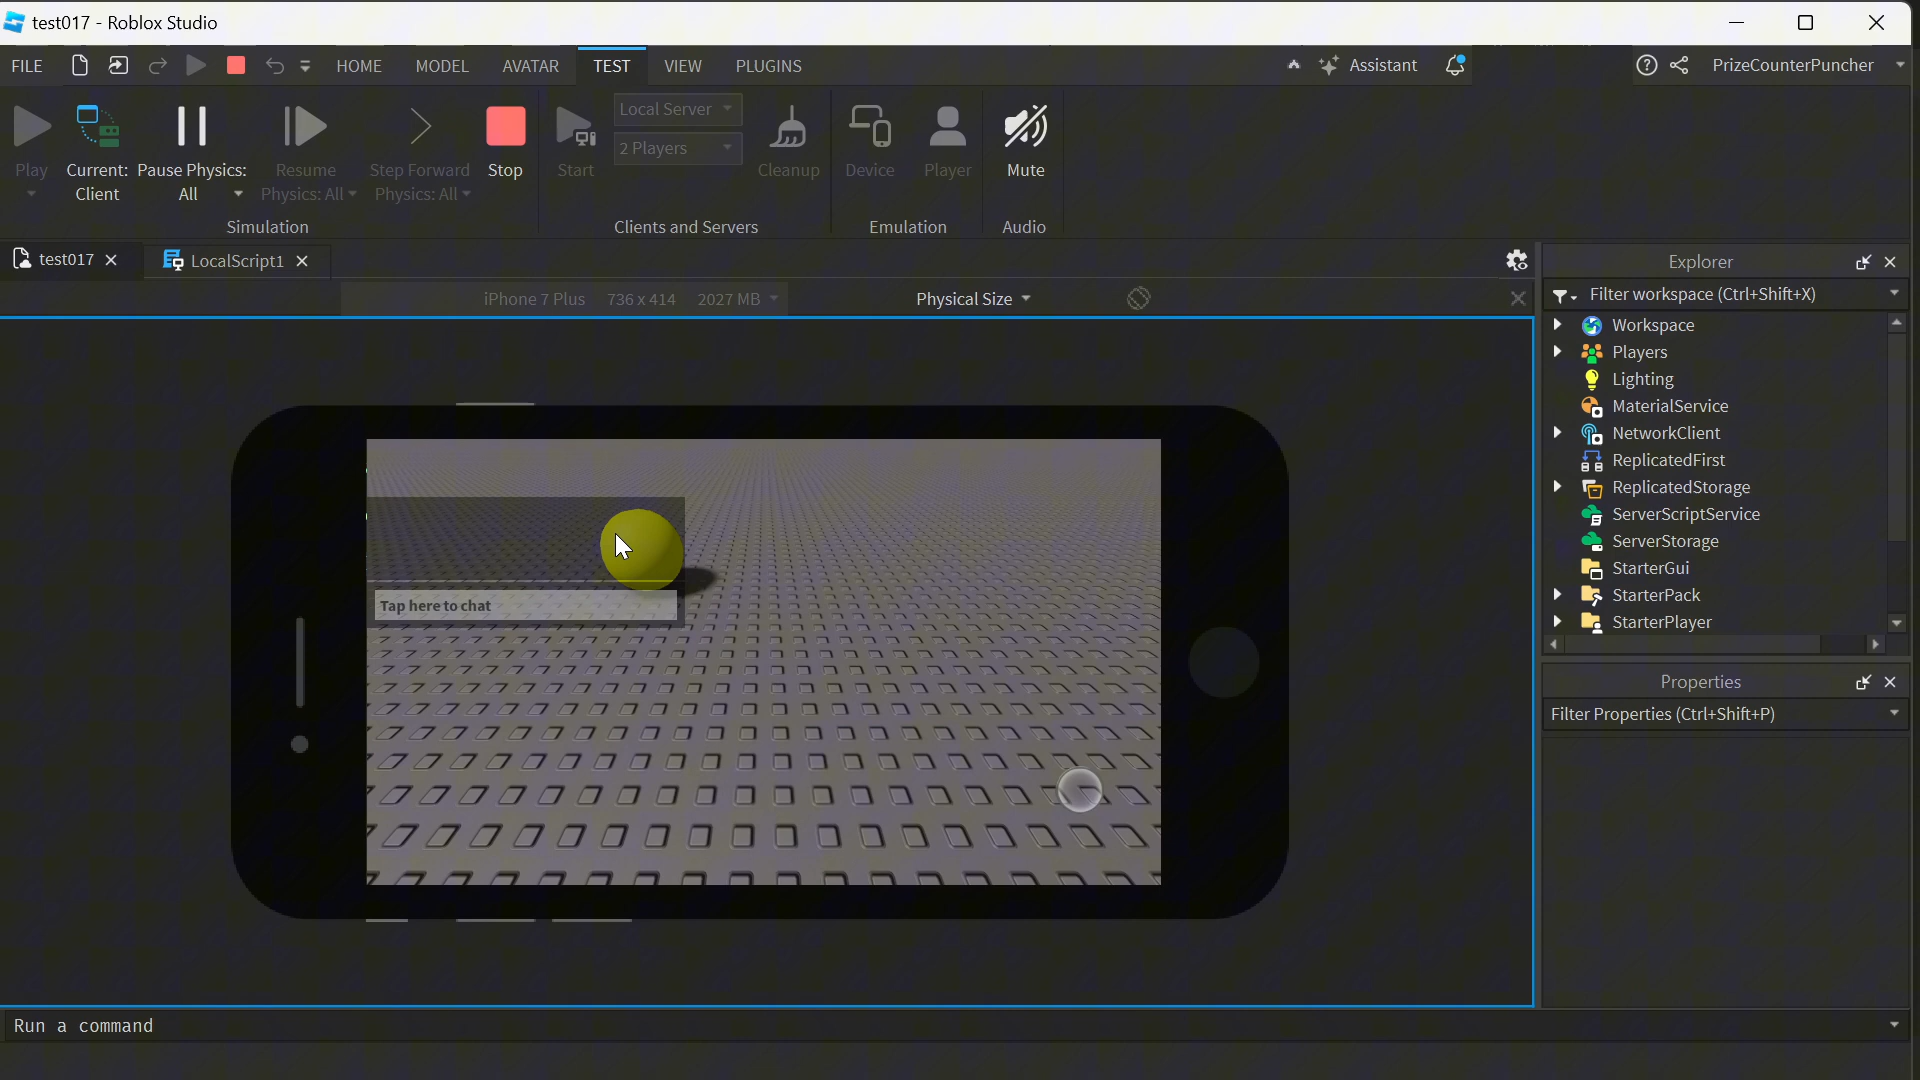 test017 - Roblox Studio
FILE HOME MODEL AVATAR TEST VIEW PLUGINS Assistant PrizeCounterPuncher
Play
Current:
Client
Pause Physics:
All
Resume
Physics: All
Step Forward
Physics: All
Stop
Simulation
Start
Local Server
2 Players
Cleanup
Clients and Servers
Device
Player
Emulation
Mute
Audio
test017
LocalScript1
iPhone 7 Plus 736 x 414 2027 MB
Physical Size
Tap here to chat
Explorer
Filter workspace (Ctrl+Shift+X)
Workspace
Players
Lighting
MaterialService
NetworkClient
ReplicatedFirst
ReplicatedStorage
ServerScriptService
ServerStorage
StarterGui
StarterPack
StarterPlayer
Properties
Filter Properties (Ctrl+Shift+P)
Run a command